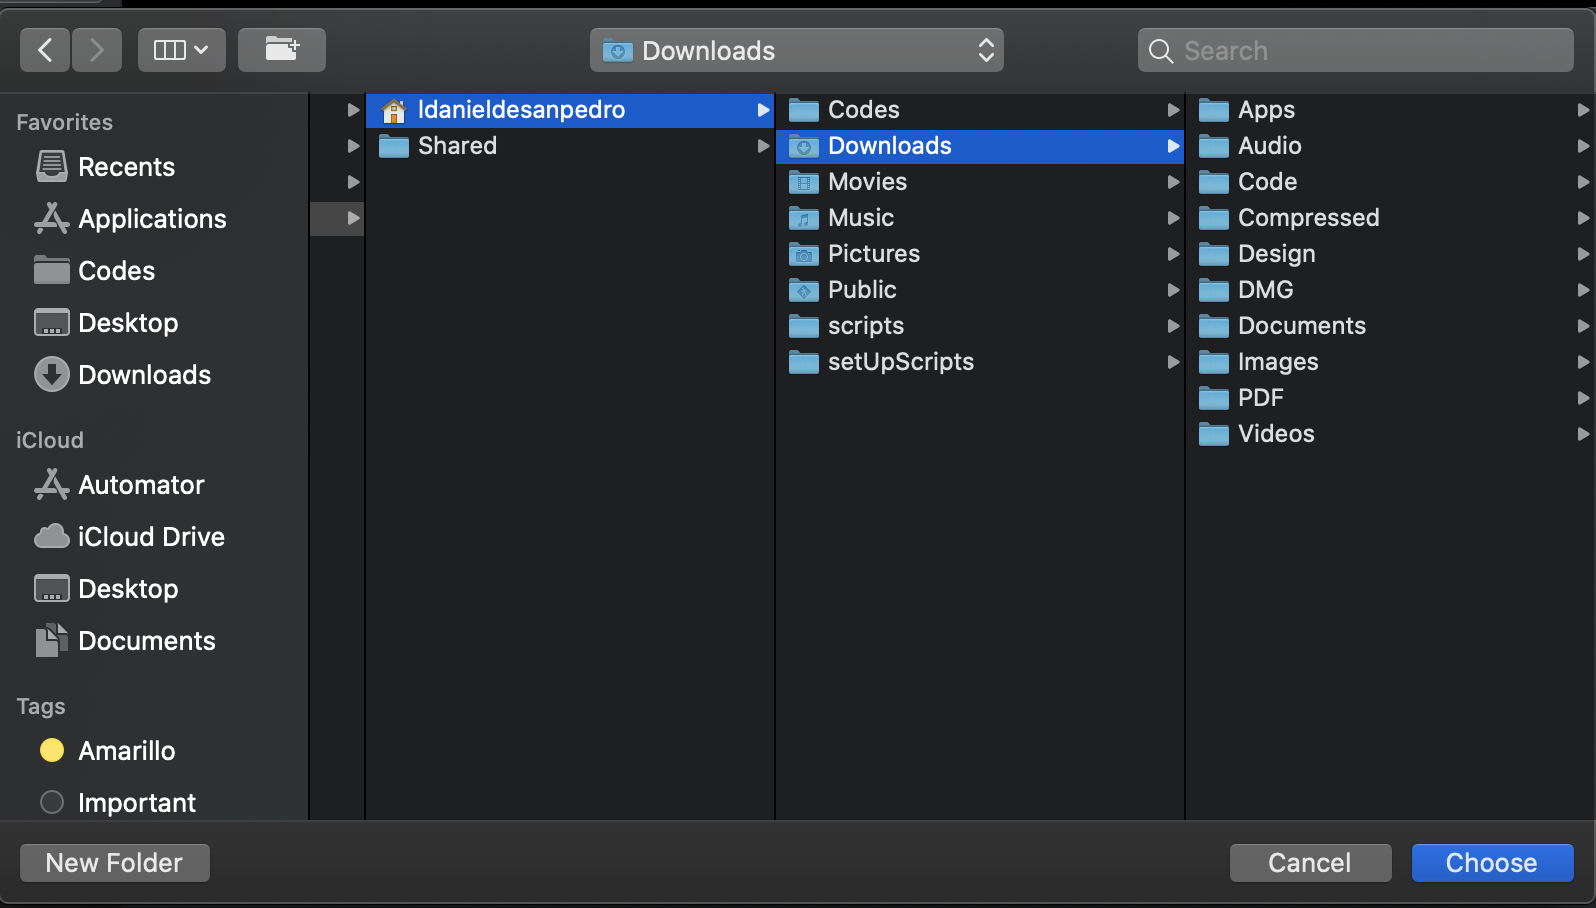 Downloads
Search
Favorites
Recents
Applications
Codes
Desktop
Downloads
iCloud
Automator
iCloud Drive
Desktop
Documents
Tags
Amarillo
Important
ldanieldesanpedro
Shared
Codes
Downloads
Movies
Music
Pictures
Public
scripts
setUpScripts
Apps
Audio
Code
Compressed
Design
DMG
Documents
Images
PDF
Videos
New Folder
Cancel
Choose